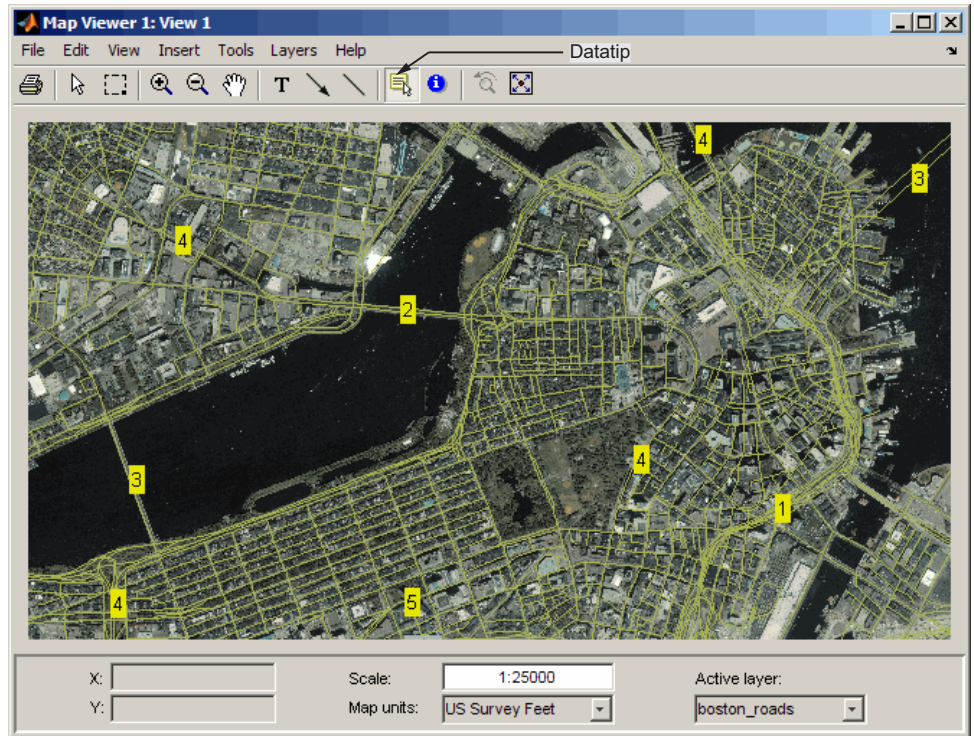 Map Viewer 1: View 1
File Edit View Insert Tools Layers Help
Datatip
T
4
3
4
2
4
3
1
4
5
X:
Scale: 1:25000
Active layer:
Y:
Map units: US Survey Feet
boston_roads